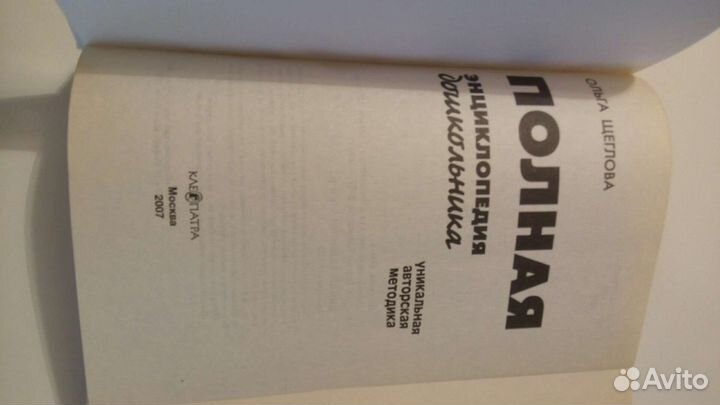 ОЛЬГА ЩЕГЛОВА
ПОЛНАЯ
ЭНЦИКЛОПЕДИЯ
дошкольника
уникальная
авторская
методика
КЛЕОПАТРА
Москва
2007
Avito